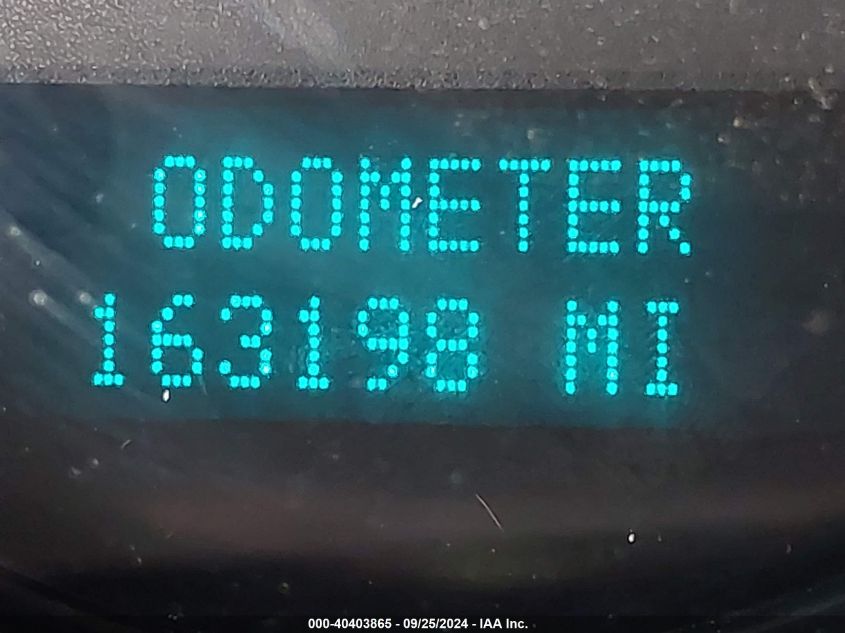 ODOMETER
163198 MI
000-40403865 - 09/25/2024 - IAA Inc.